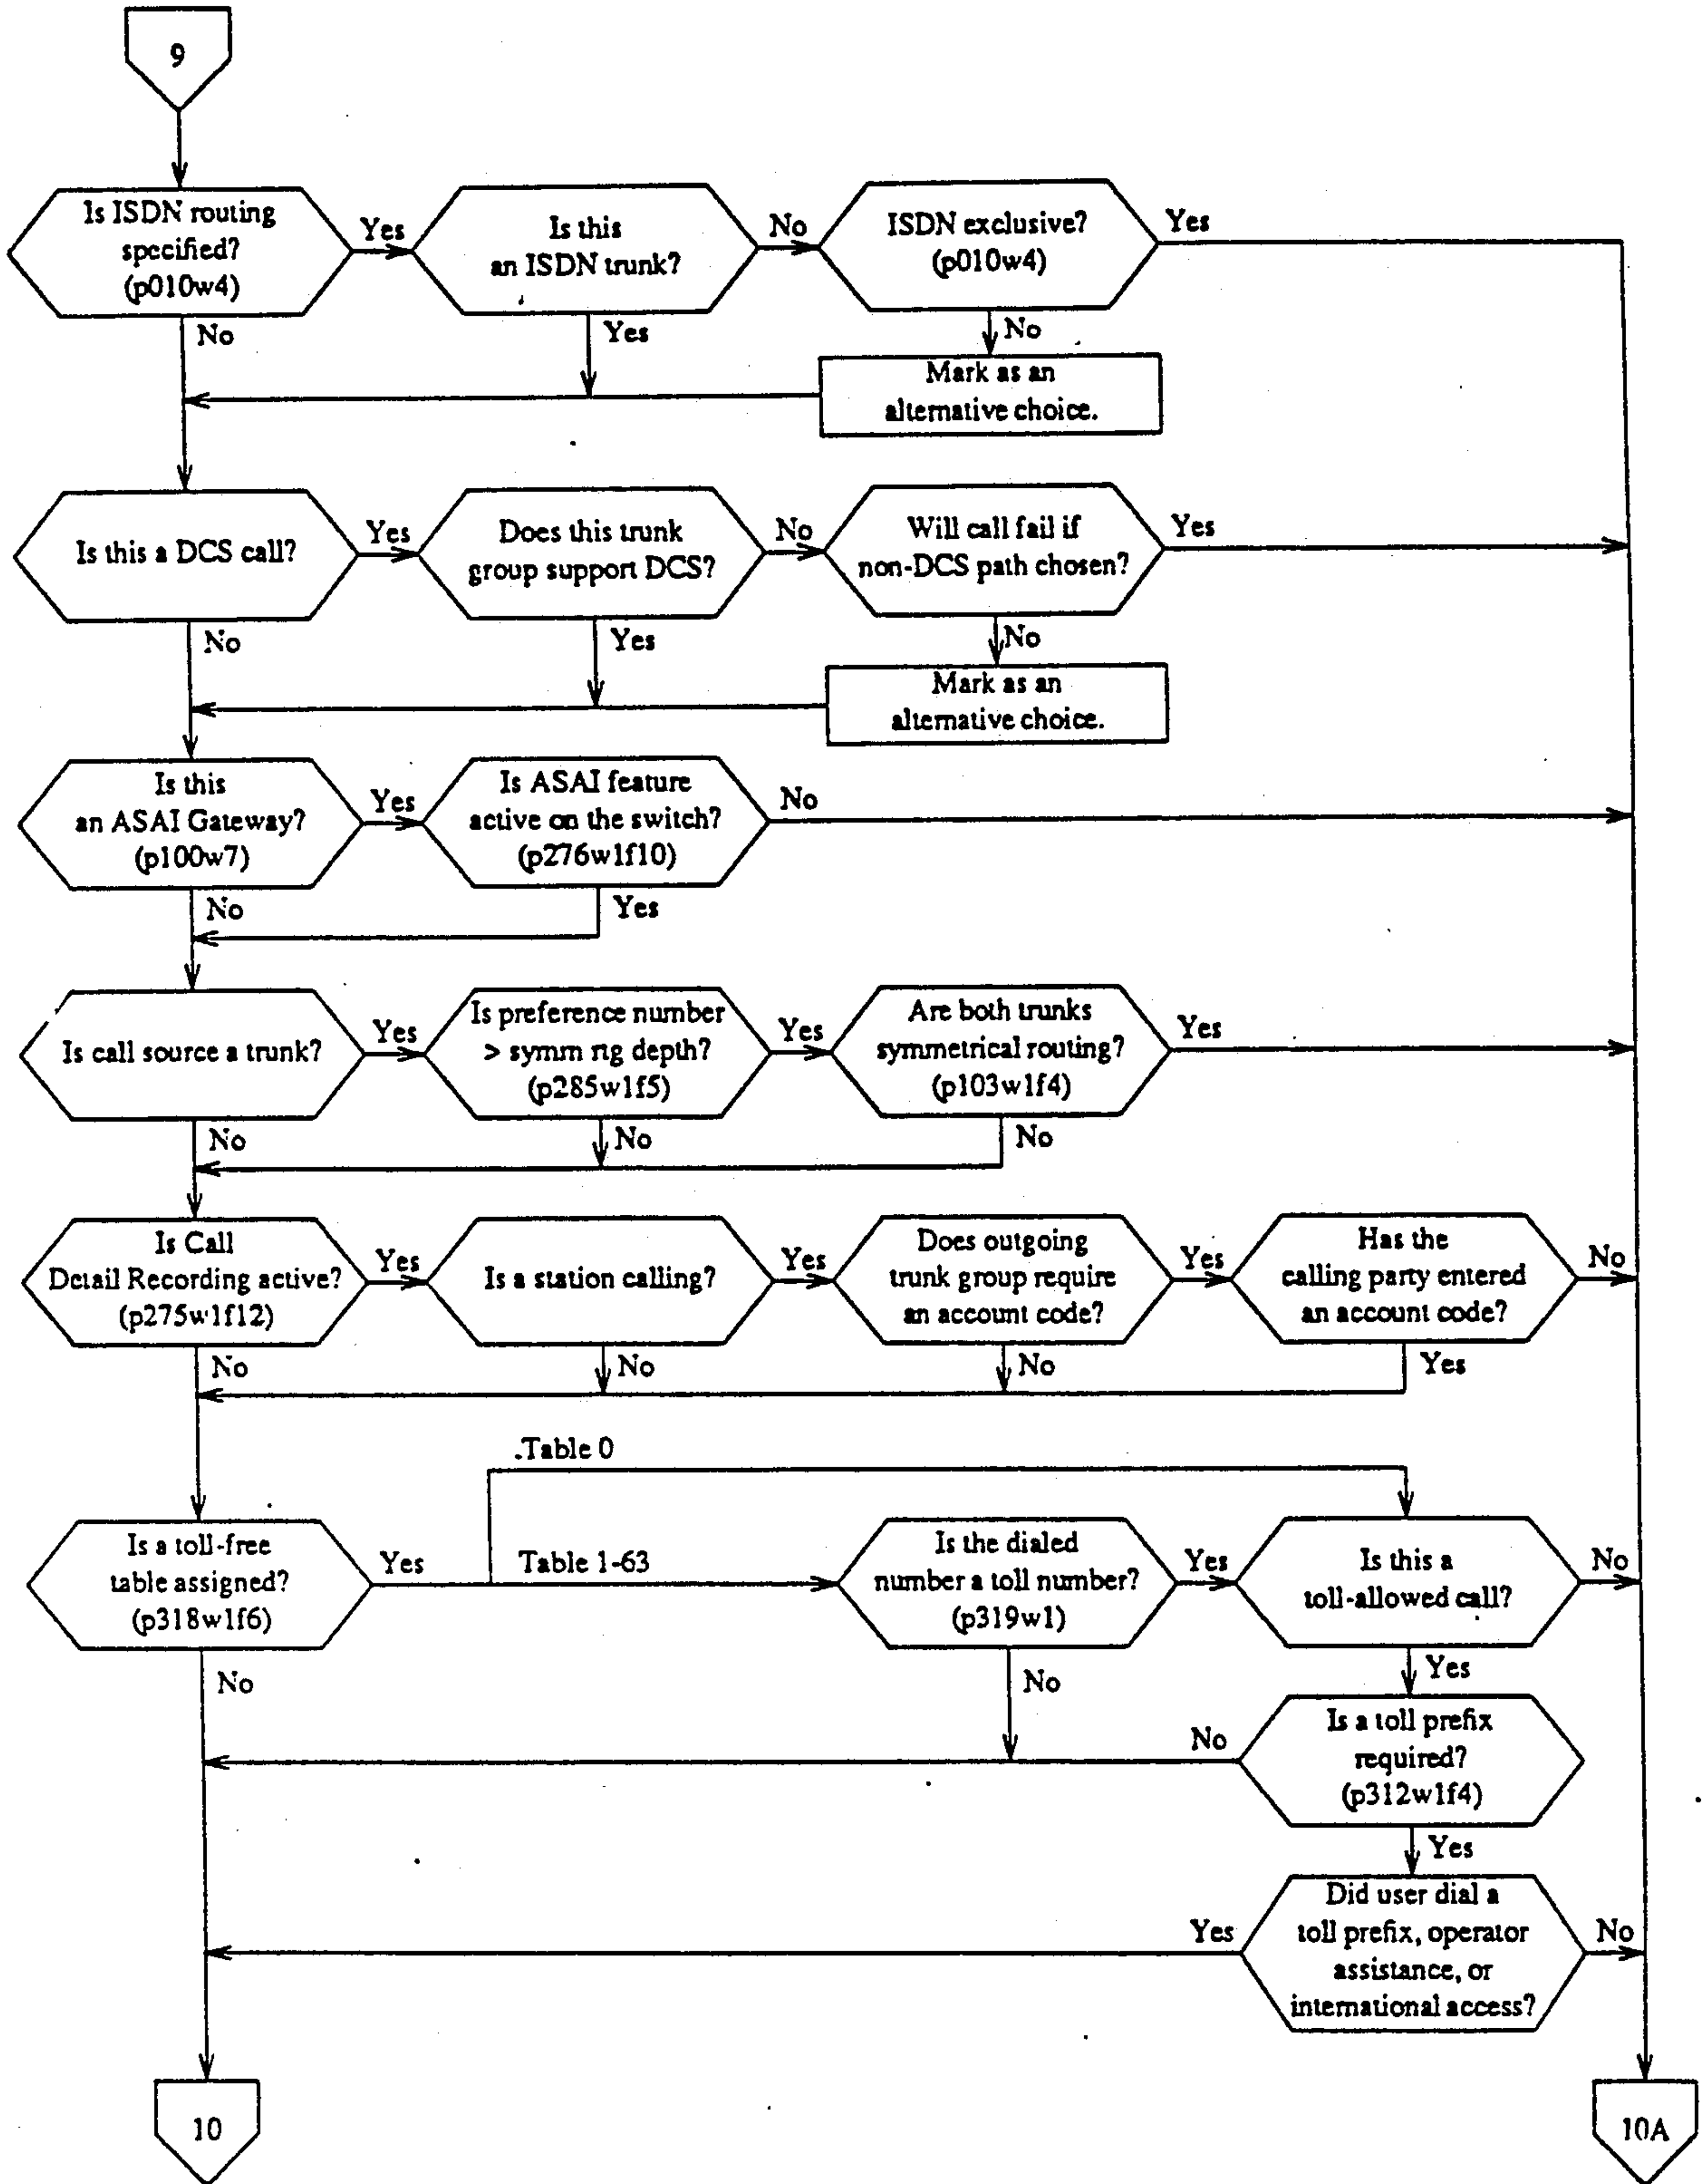 9
Is ISDN routing
specified?
(p010w4)
Yes
Is this
an ISDN trunk?
No
ISDN exclusive?
(p010w4)
Yes
No
Yes
No
Mark as an
alternative choice.
Is this a DCS call?
Yes
Does this trunk
group support DCS?
No
Will call fail if
non-DCS path chosen?
Yes
No
Yes
No
Mark as an
alternative choice.
Is this
an ASAI Gateway?
(p100w7)
Yes
Is ASAI feature
active on the switch?
(p276w1f10)
No
No
Yes
Is call source a trunk?
Yes
Is preference number
> symm rtg depth?
(p285w1f5)
Yes
Are both trunks
symmetrical routing?
(p103w1f4)
Yes
No
No
No
Is Call
Detail Recording active?
(p275w1f12)
Yes
Is a station calling?
Yes
Does outgoing
trunk group require
an account code?
Yes
Has the
calling party entered
an account code?
No
No
No
No
Yes
Table 0
Is a toll-free
table assigned?
(p318w1f6)
Yes
Table 1-63
Is the dialed
number a toll number?
(p319w1)
Yes
Is this a
toll-allowed call?
No
No
No
Yes
Is a toll prefix
required?
(p312w1f4)
No
Yes
Did user dial a
toll prefix, operator
assistance, or
international access?
Yes
No
10
10A